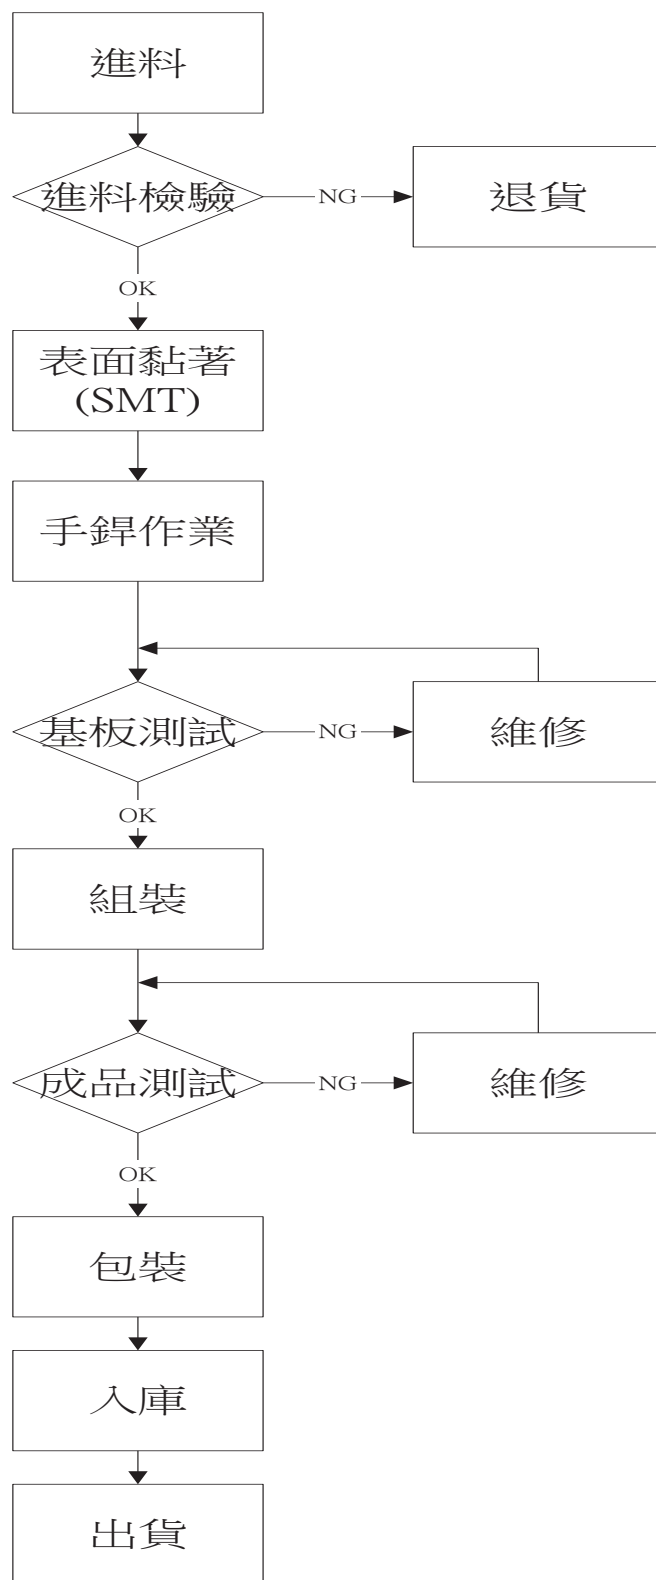 進料
進料檢驗
NG
退貨
OK
表面黏著
(SMT)
手銲作業
基板測試
NG
維修
OK
組裝
成品測試
NG
維修
OK
包裝
入庫
出貨